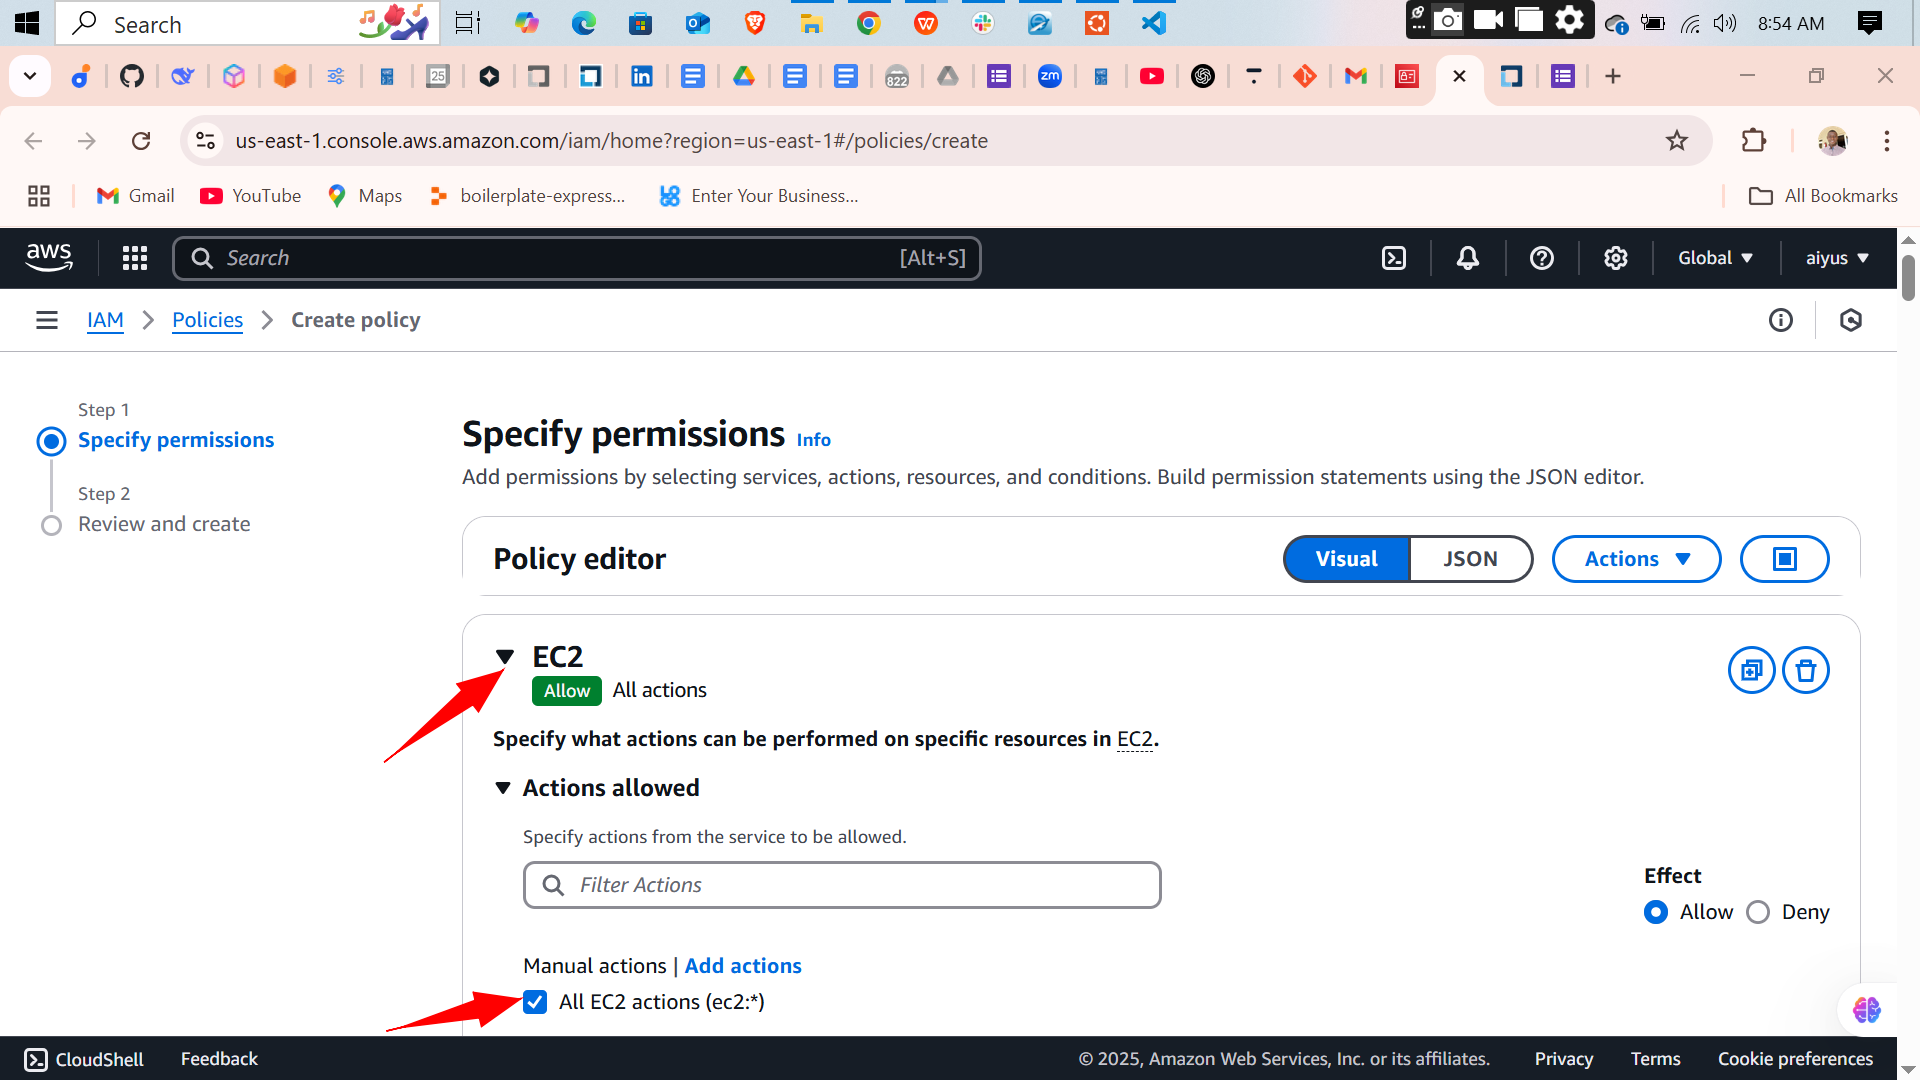 Search
8:54 AM
25
822
zm
us-east-1.console.aws.amazon.com/iam/home?region=us-east-1#/policies/create
Gmail
YouTube
Maps
boilerplate-express...
Enter Your Business...
All Bookmarks
aws
Search
[Alt+S]
Global
aiyus
IAM
Policies
Create policy
Step 1
Specify permissions
Step 2
Review and create
Specify permissions Info
Add permissions by selecting services, actions, resources, and conditions. Build permission statements using the JSON editor.
Policy editor
Visual
JSON
Actions
EC2
Allow All actions
Specify what actions can be performed on specific resources in EC2.
Actions allowed
Specify actions from the service to be allowed.
Filter Actions
Effect
Allow
Deny
Manual actions | Add actions
All EC2 actions (ec2:*)
CloudShell
Feedback
© 2025, Amazon Web Services, Inc. or its affiliates.
Privacy
Terms
Cookie preferences